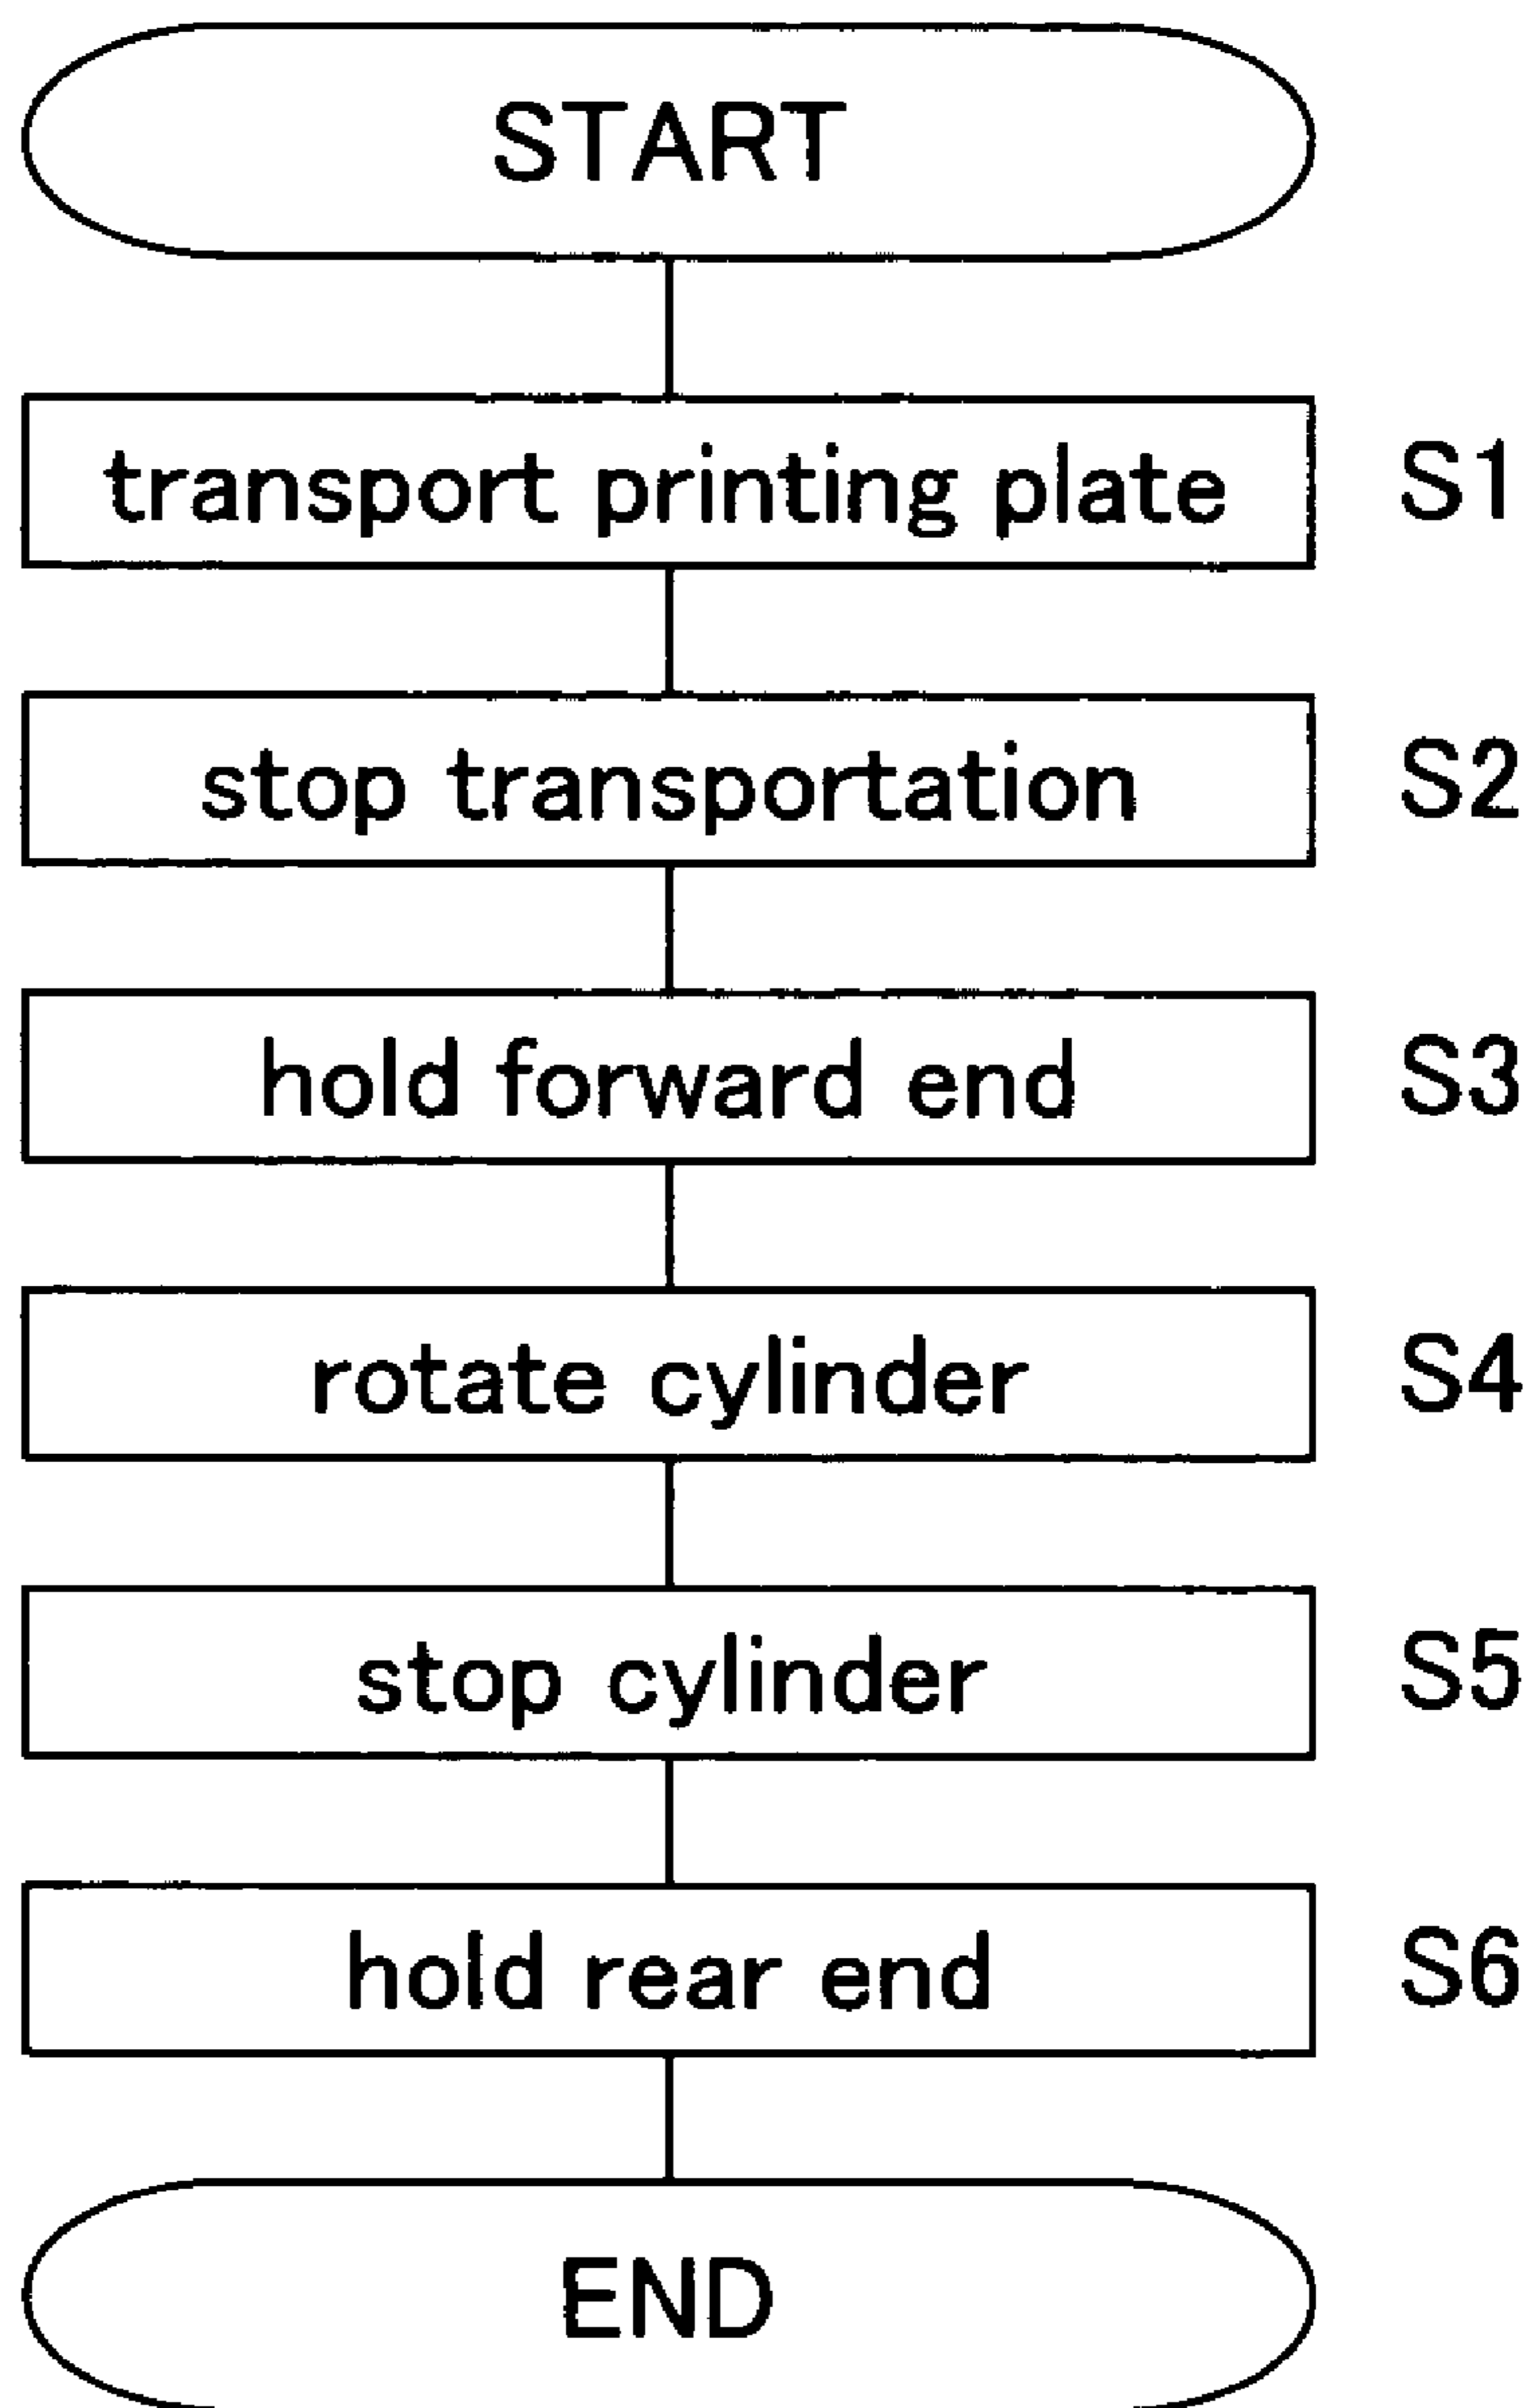 START
transport printing plate S1
stop transportation S2
hold forward end S3
rotate cylinder S4
stop cylinder S5
hold rear end S6
END